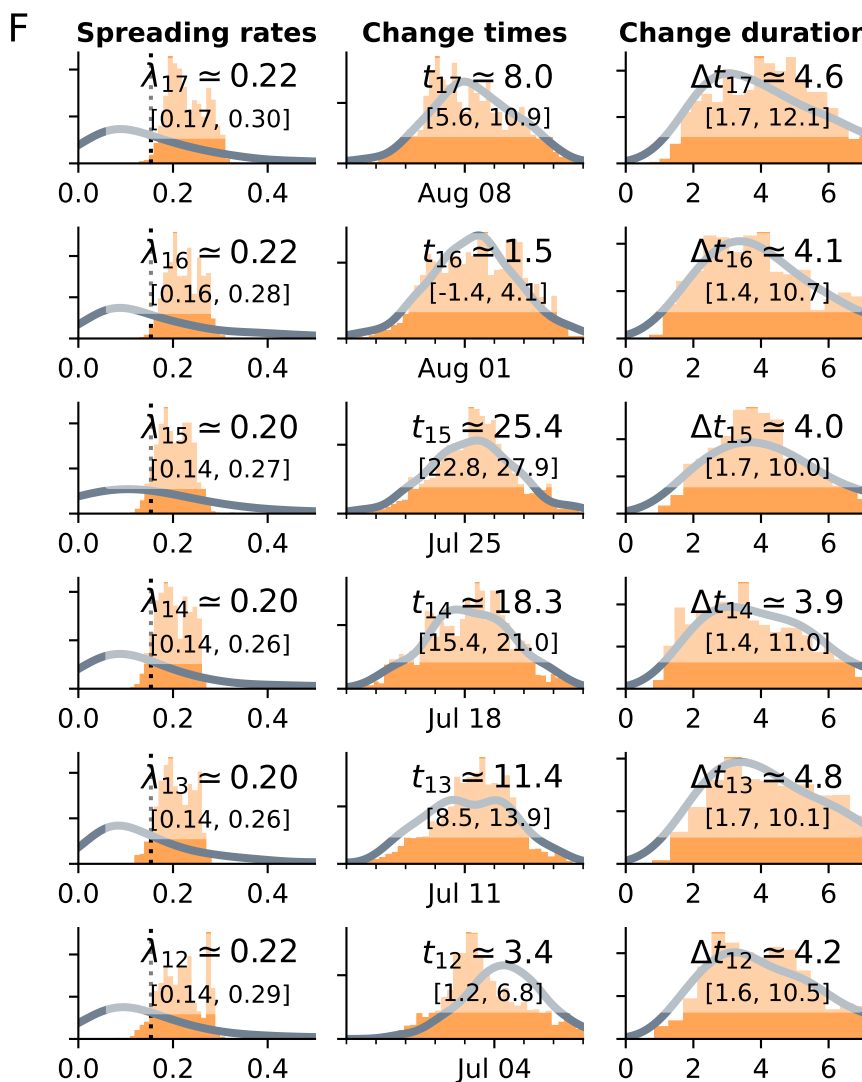 F
Spreading rates Change times Change duration
λ17 ≃ 0.22 t17 ≃ 8.0 Δt17 ≃ 4.6
[0.17, 0.30] [5.6, 10.9] [1.7, 12.1]
0.0 0.2 0.4 Aug 08 0 2 4 6
λ16 ≃ 0.22 t16 ≃ 1.5 Δt16 ≃ 4.1
[0.16, 0.28] [-1.4, 4.1] [1.4, 10.7]
0.0 0.2 0.4 Aug 01 0 2 4 6
λ15 ≃ 0.20 t15 ≃ 25.4 Δt15 ≃ 4.0
[0.14, 0.27] [22.8, 27.9] [1.7, 10.0]
0.0 0.2 0.4 Jul 25 0 2 4 6
λ14 ≃ 0.20 t14 ≃ 18.3 Δt14 ≃ 3.9
[0.14, 0.26] [15.4, 21.0] [1.4, 11.0]
0.0 0.2 0.4 Jul 18 0 2 4 6
λ13 ≃ 0.20 t13 ≃ 11.4 Δt13 ≃ 4.8
[0.14, 0.26] [8.5, 13.9] [1.7, 10.1]
0.0 0.2 0.4 Jul 11 0 2 4 6
λ12 ≃ 0.22 t12 ≃ 3.4 Δt12 ≃ 4.2
[0.14, 0.29] [1.2, 6.8] [1.6, 10.5]
0.0 0.2 0.4 Jul 04 0 2 4 6